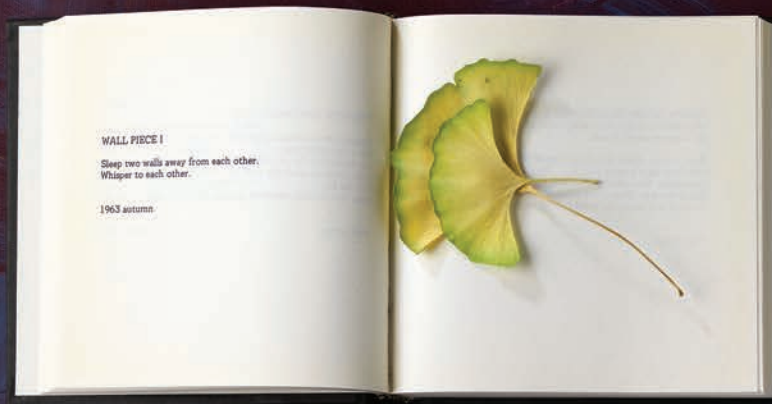 WALL PIECE I
Sleep two walls away from each other.
Whisper to each other.
1963 autumn